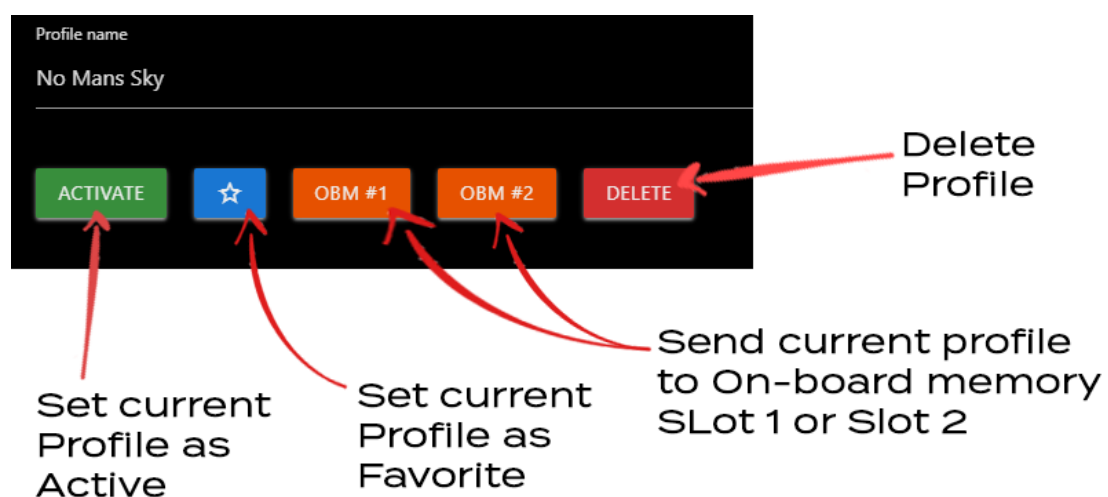 Profile name
No Mans Sky
ACTIVATE
OBM #1
OBM #2
DELETE
Delete
Profile
Set current
Profile as
Active
Set current
Profile as
Favorite
Send current profile
to On-board memory
SLot 1 or Slot 2